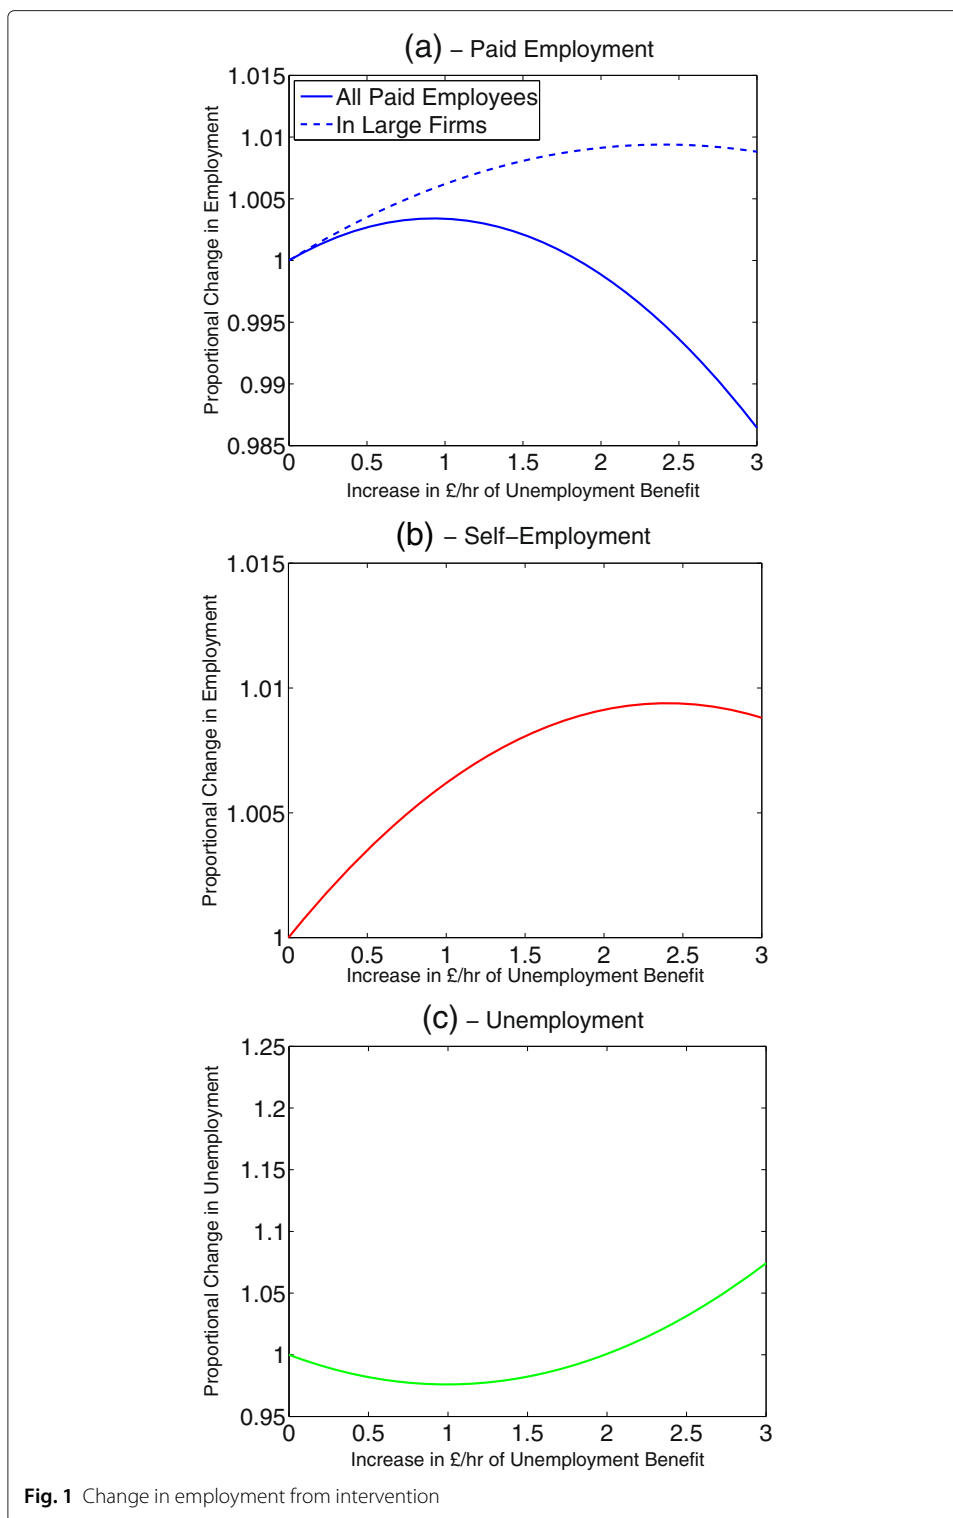 (a) – Paid Employment
1.015
1.01
1.005
1
0.995
0.99
0.985
Proportional Change in Employment
All Paid Employees
In Large Firms
0 0.5 1 1.5 2 2.5 3
Increase in £/hr of Unemployment Benefit
(b) – Self–Employment
1.015
1.01
1.005
1
Proportional Change in Employment
0 0.5 1 1.5 2 2.5 3
Increase in £/hr of Unemployment Benefit
(c) – Unemployment
1.25
1.2
1.15
1.1
1.05
1
0.95
Proportional Change in Unemployment
0 0.5 1 1.5 2 2.5 3
Increase in £/hr of Unemployment Benefit
Fig. 1 Change in employment from intervention